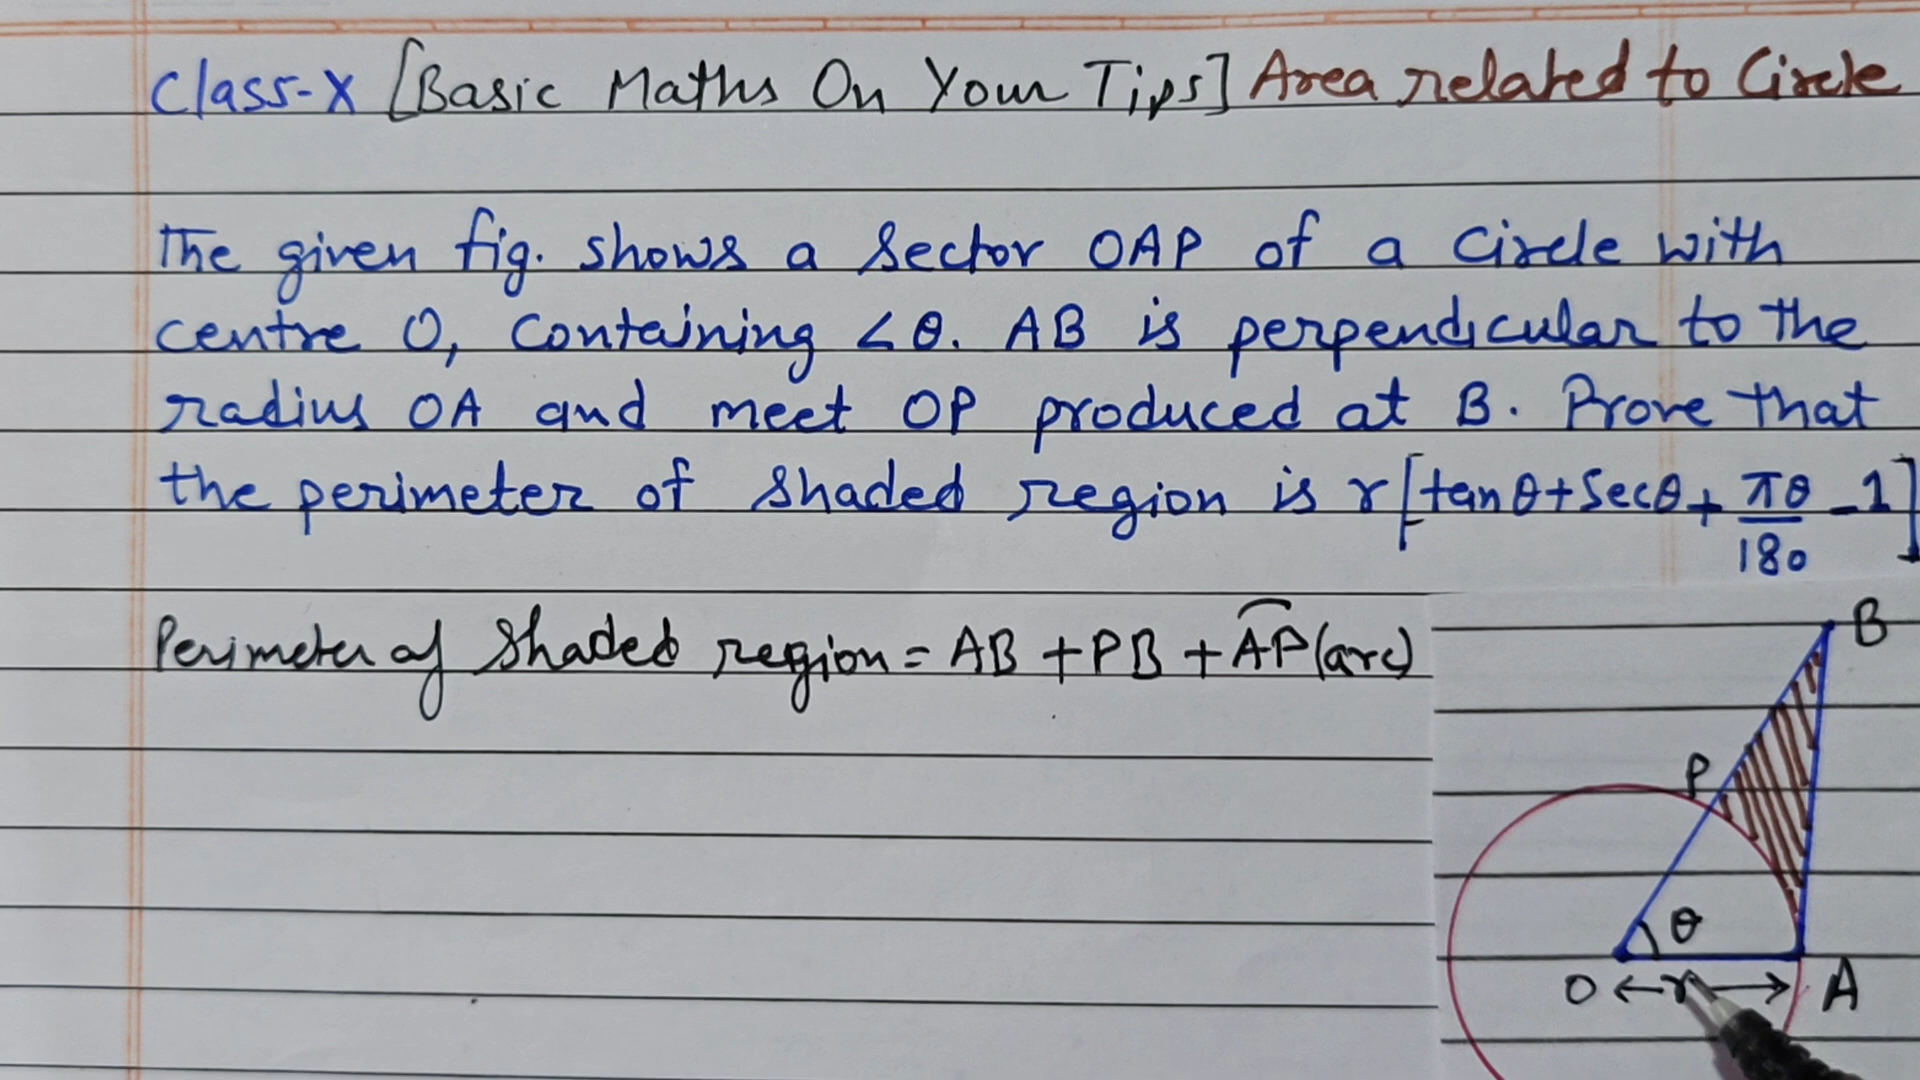 Class-X [Basic Maths On Your Tips] Area related to Circle
The given fig. shows a sector OAP of a circle with
centre O, containing ∠θ. AB is perpendicular to the
radius OA and meet OP produced at B. Prove that
the perimeter of shaded region is r[tanθ+Secθ+ πθ/180 -1]
Perimeter of Shaded region = AB + PB + A͡P (arc)
B
P
θ
O ←r→ A